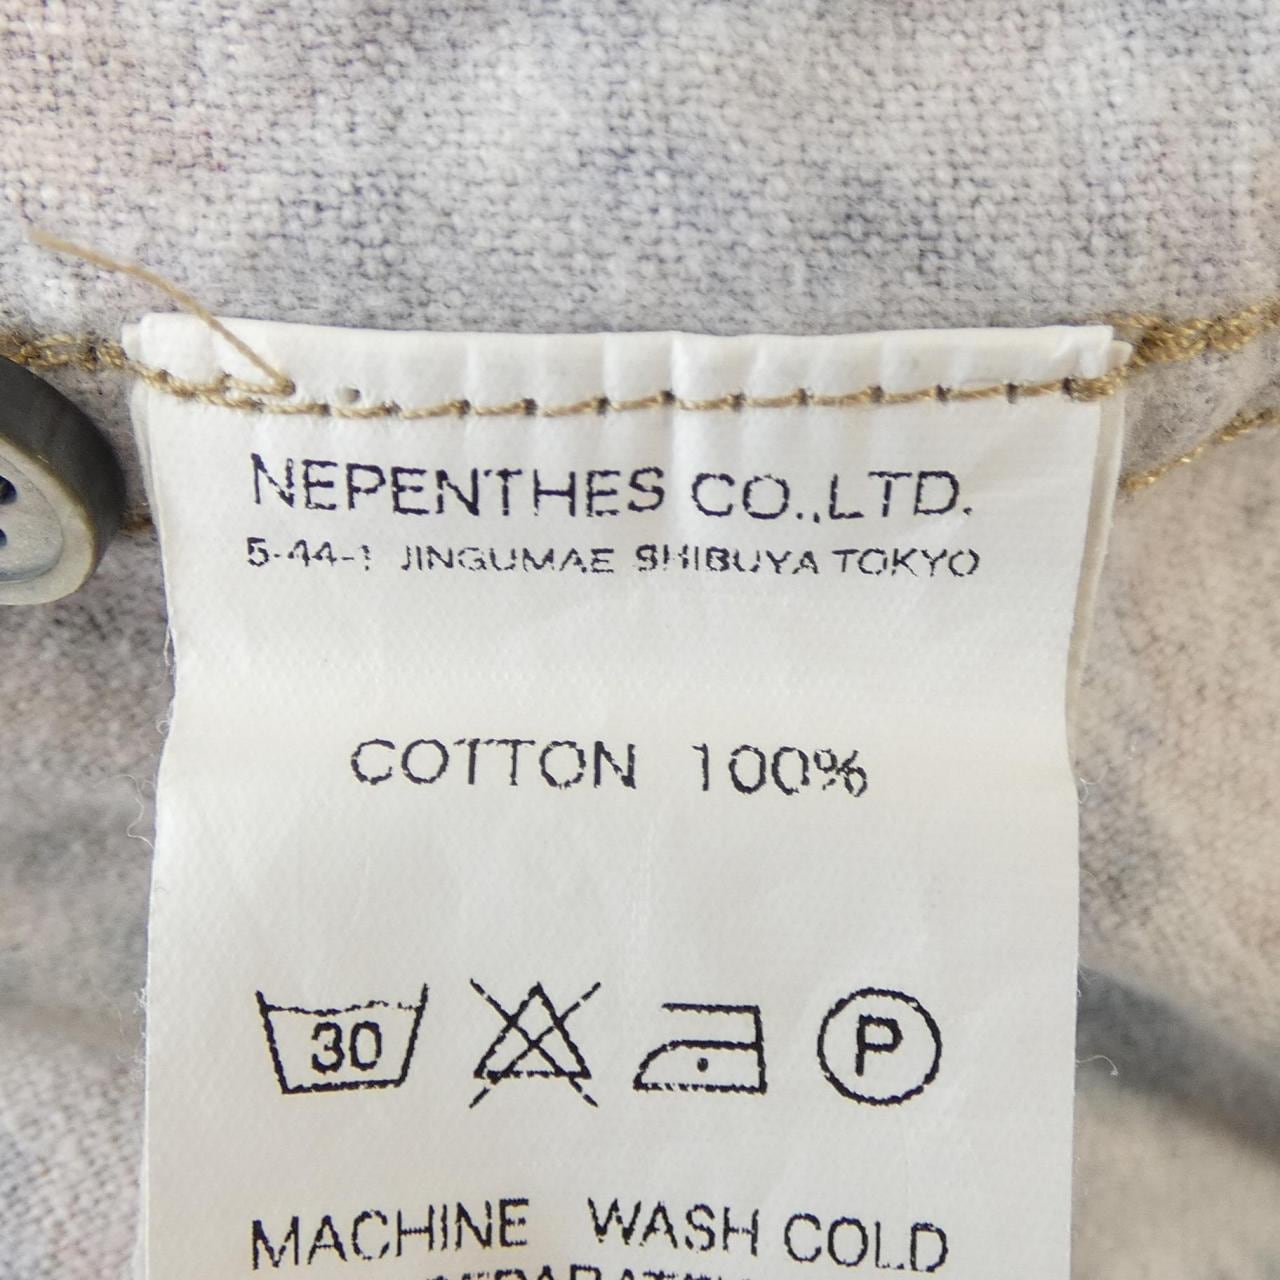 NEPENTHES CO.,LTD.
5-44-1 JINGUMAE SHIBUYA TOKYO
COTTON 100%
30 P
MACHINE WASH COLD